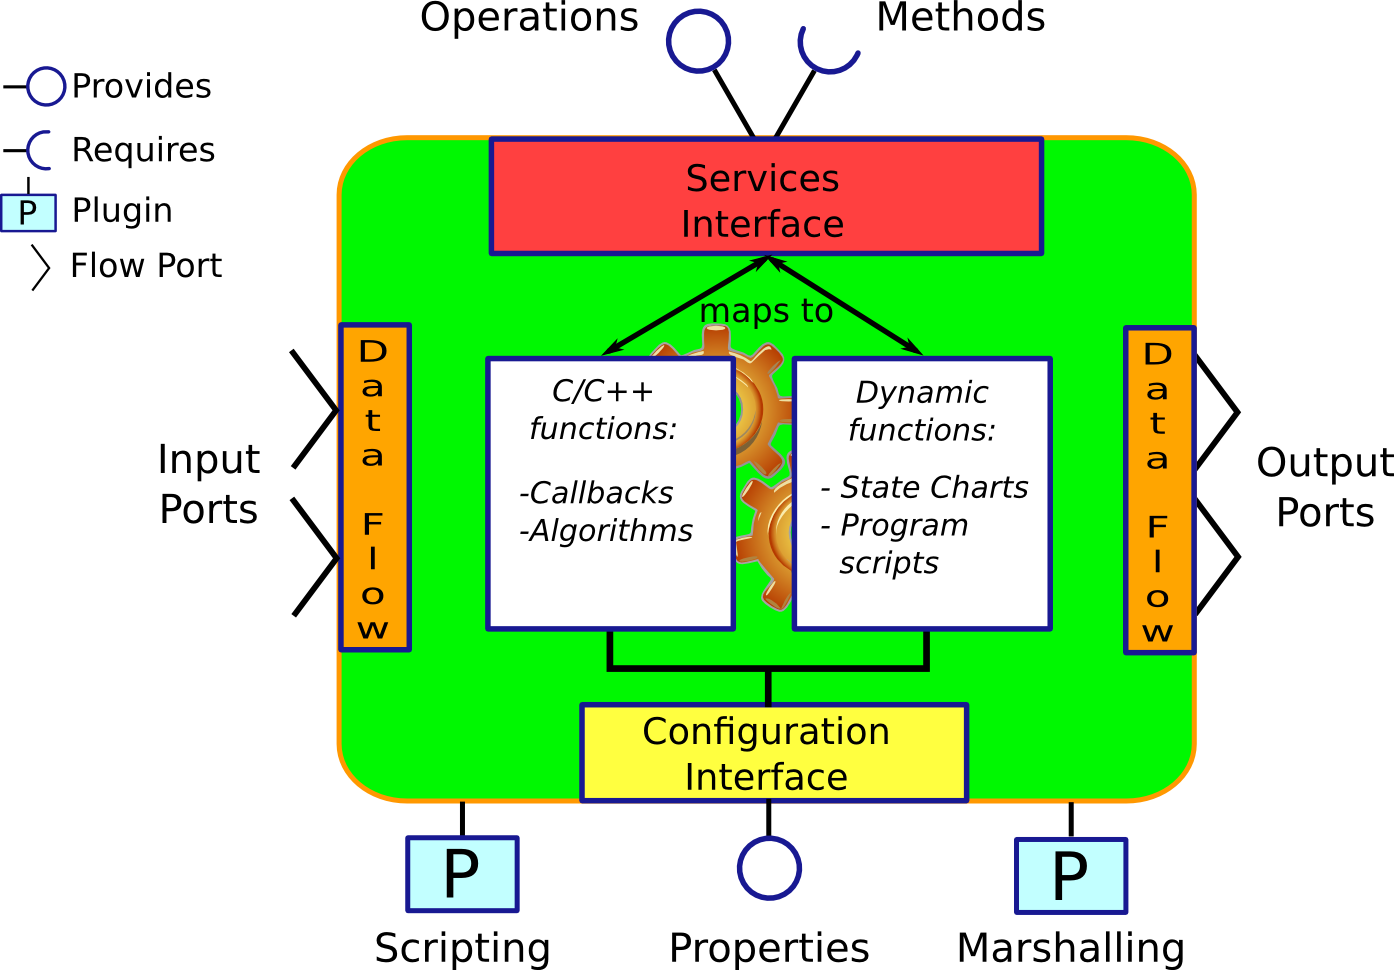 Operations
Methods
Provides
Requires
P Plugin
Flow Port
Services
Interface
maps to
Data Flow
Input
Ports
C/C++
functions:
-Callbacks
-Algorithms
Dynamic
functions:
- State Charts
- Program
scripts
Data Flow
Output
Ports
Configuration
Interface
P
P
Scripting
Properties
Marshalling